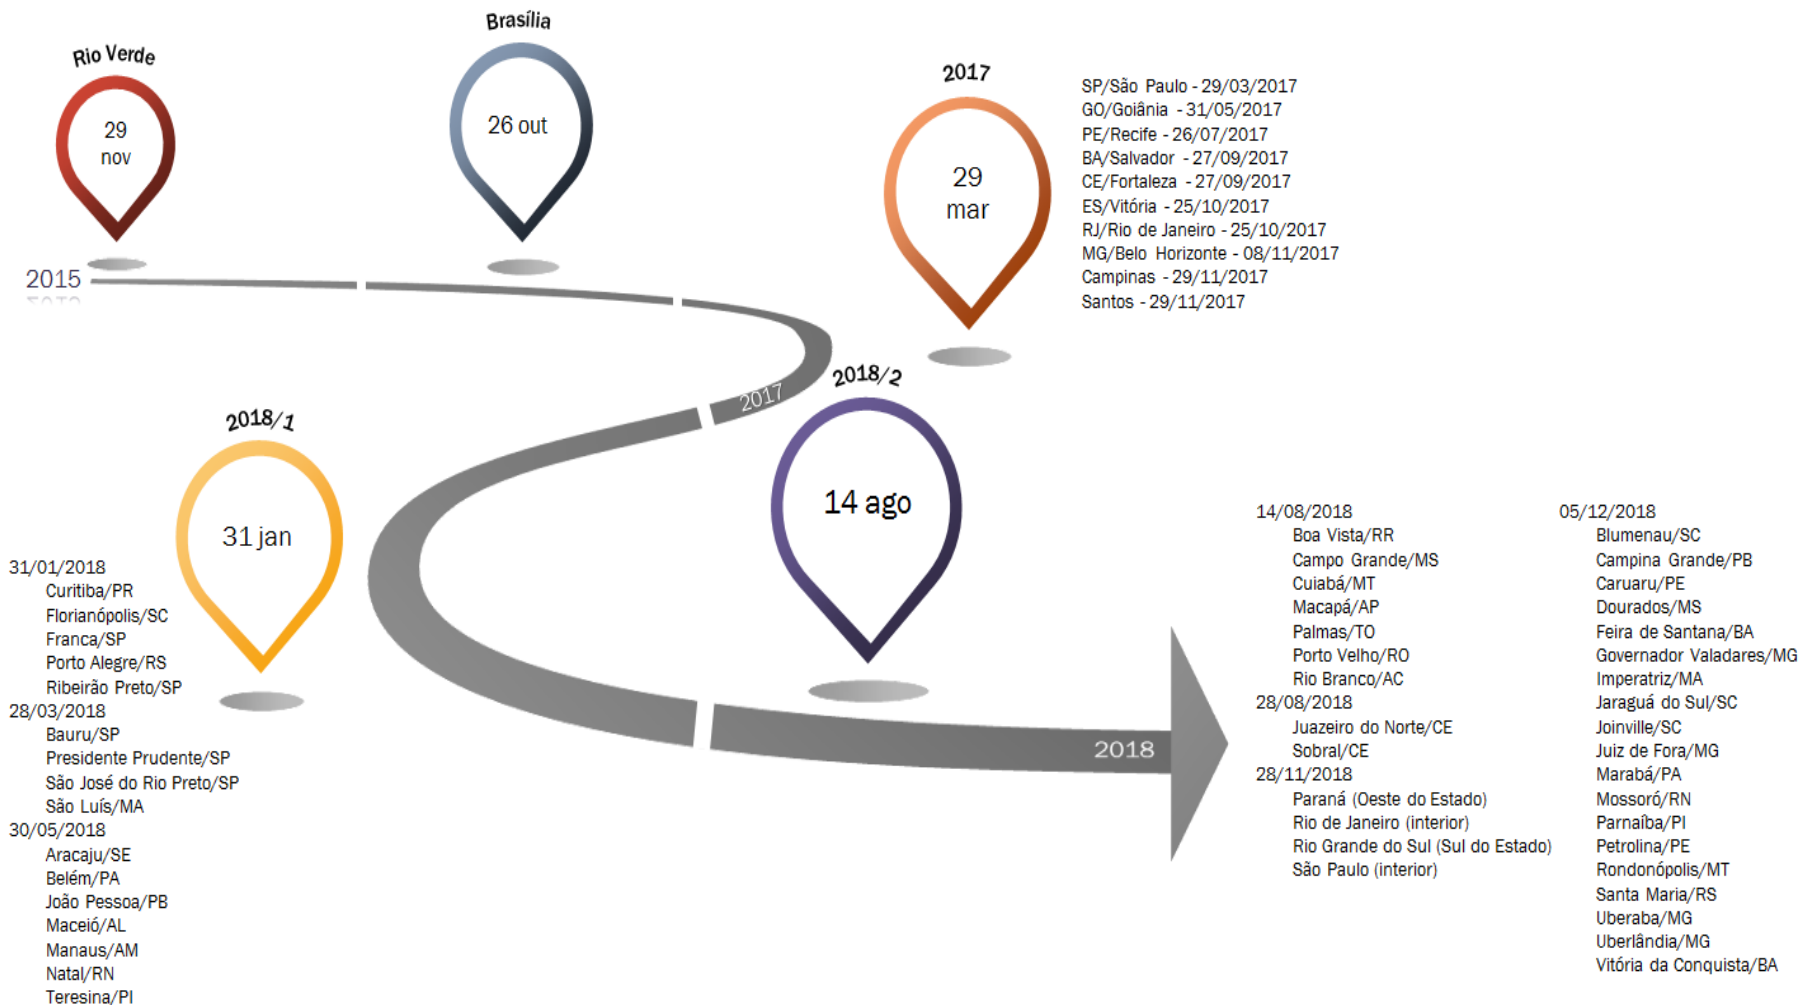 Rio Verde
29
nov
Brasília
26 out
2017
29
mar
SP/São Paulo - 29/03/2017
GO/Goiânia - 31/05/2017
PE/Recife - 26/07/2017
BA/Salvador - 27/09/2017
CE/Fortaleza - 27/09/2017
ES/Vitória - 25/10/2017
RJ/Rio de Janeiro - 25/10/2017
MG/Belo Horizonte - 08/11/2017
Campinas - 29/11/2017
Santos - 29/11/2017
2015
2017
2018/1
31 jan
31/01/2018
Curitiba/PR
Florianópolis/SC
Franca/SP
Porto Alegre/RS
Ribeirão Preto/SP
28/03/2018
Bauru/SP
Presidente Prudente/SP
São José do Rio Preto/SP
São Luís/MA
30/05/2018
Aracaju/SE
Belém/PA
João Pessoa/PB
Maceió/AL
Manaus/AM
Natal/RN
Teresina/PI
2018/2
14 ago
2018
14/08/2018
Boa Vista/RR
Campo Grande/MS
Cuiabá/MT
Macapá/AP
Palmas/TO
Porto Velho/RO
Rio Branco/AC
28/08/2018
Juazeiro do Norte/CE
Sobral/CE
28/11/2018
Paraná (Oeste do Estado)
Rio de Janeiro (interior)
Rio Grande do Sul (Sul do Estado)
São Paulo (interior)
05/12/2018
Blumenau/SC
Campina Grande/PB
Caruaru/PE
Dourados/MS
Feira de Santana/BA
Governador Valadares/MG
Imperatriz/MA
Jaraguá do Sul/SC
Joinville/SC
Juiz de Fora/MG
Marabá/PA
Mossoró/RN
Parnaíba/PI
Petrolina/PE
Rondonópolis/MT
Santa Maria/RS
Uberaba/MG
Uberlândia/MG
Vitória da Conquista/BA